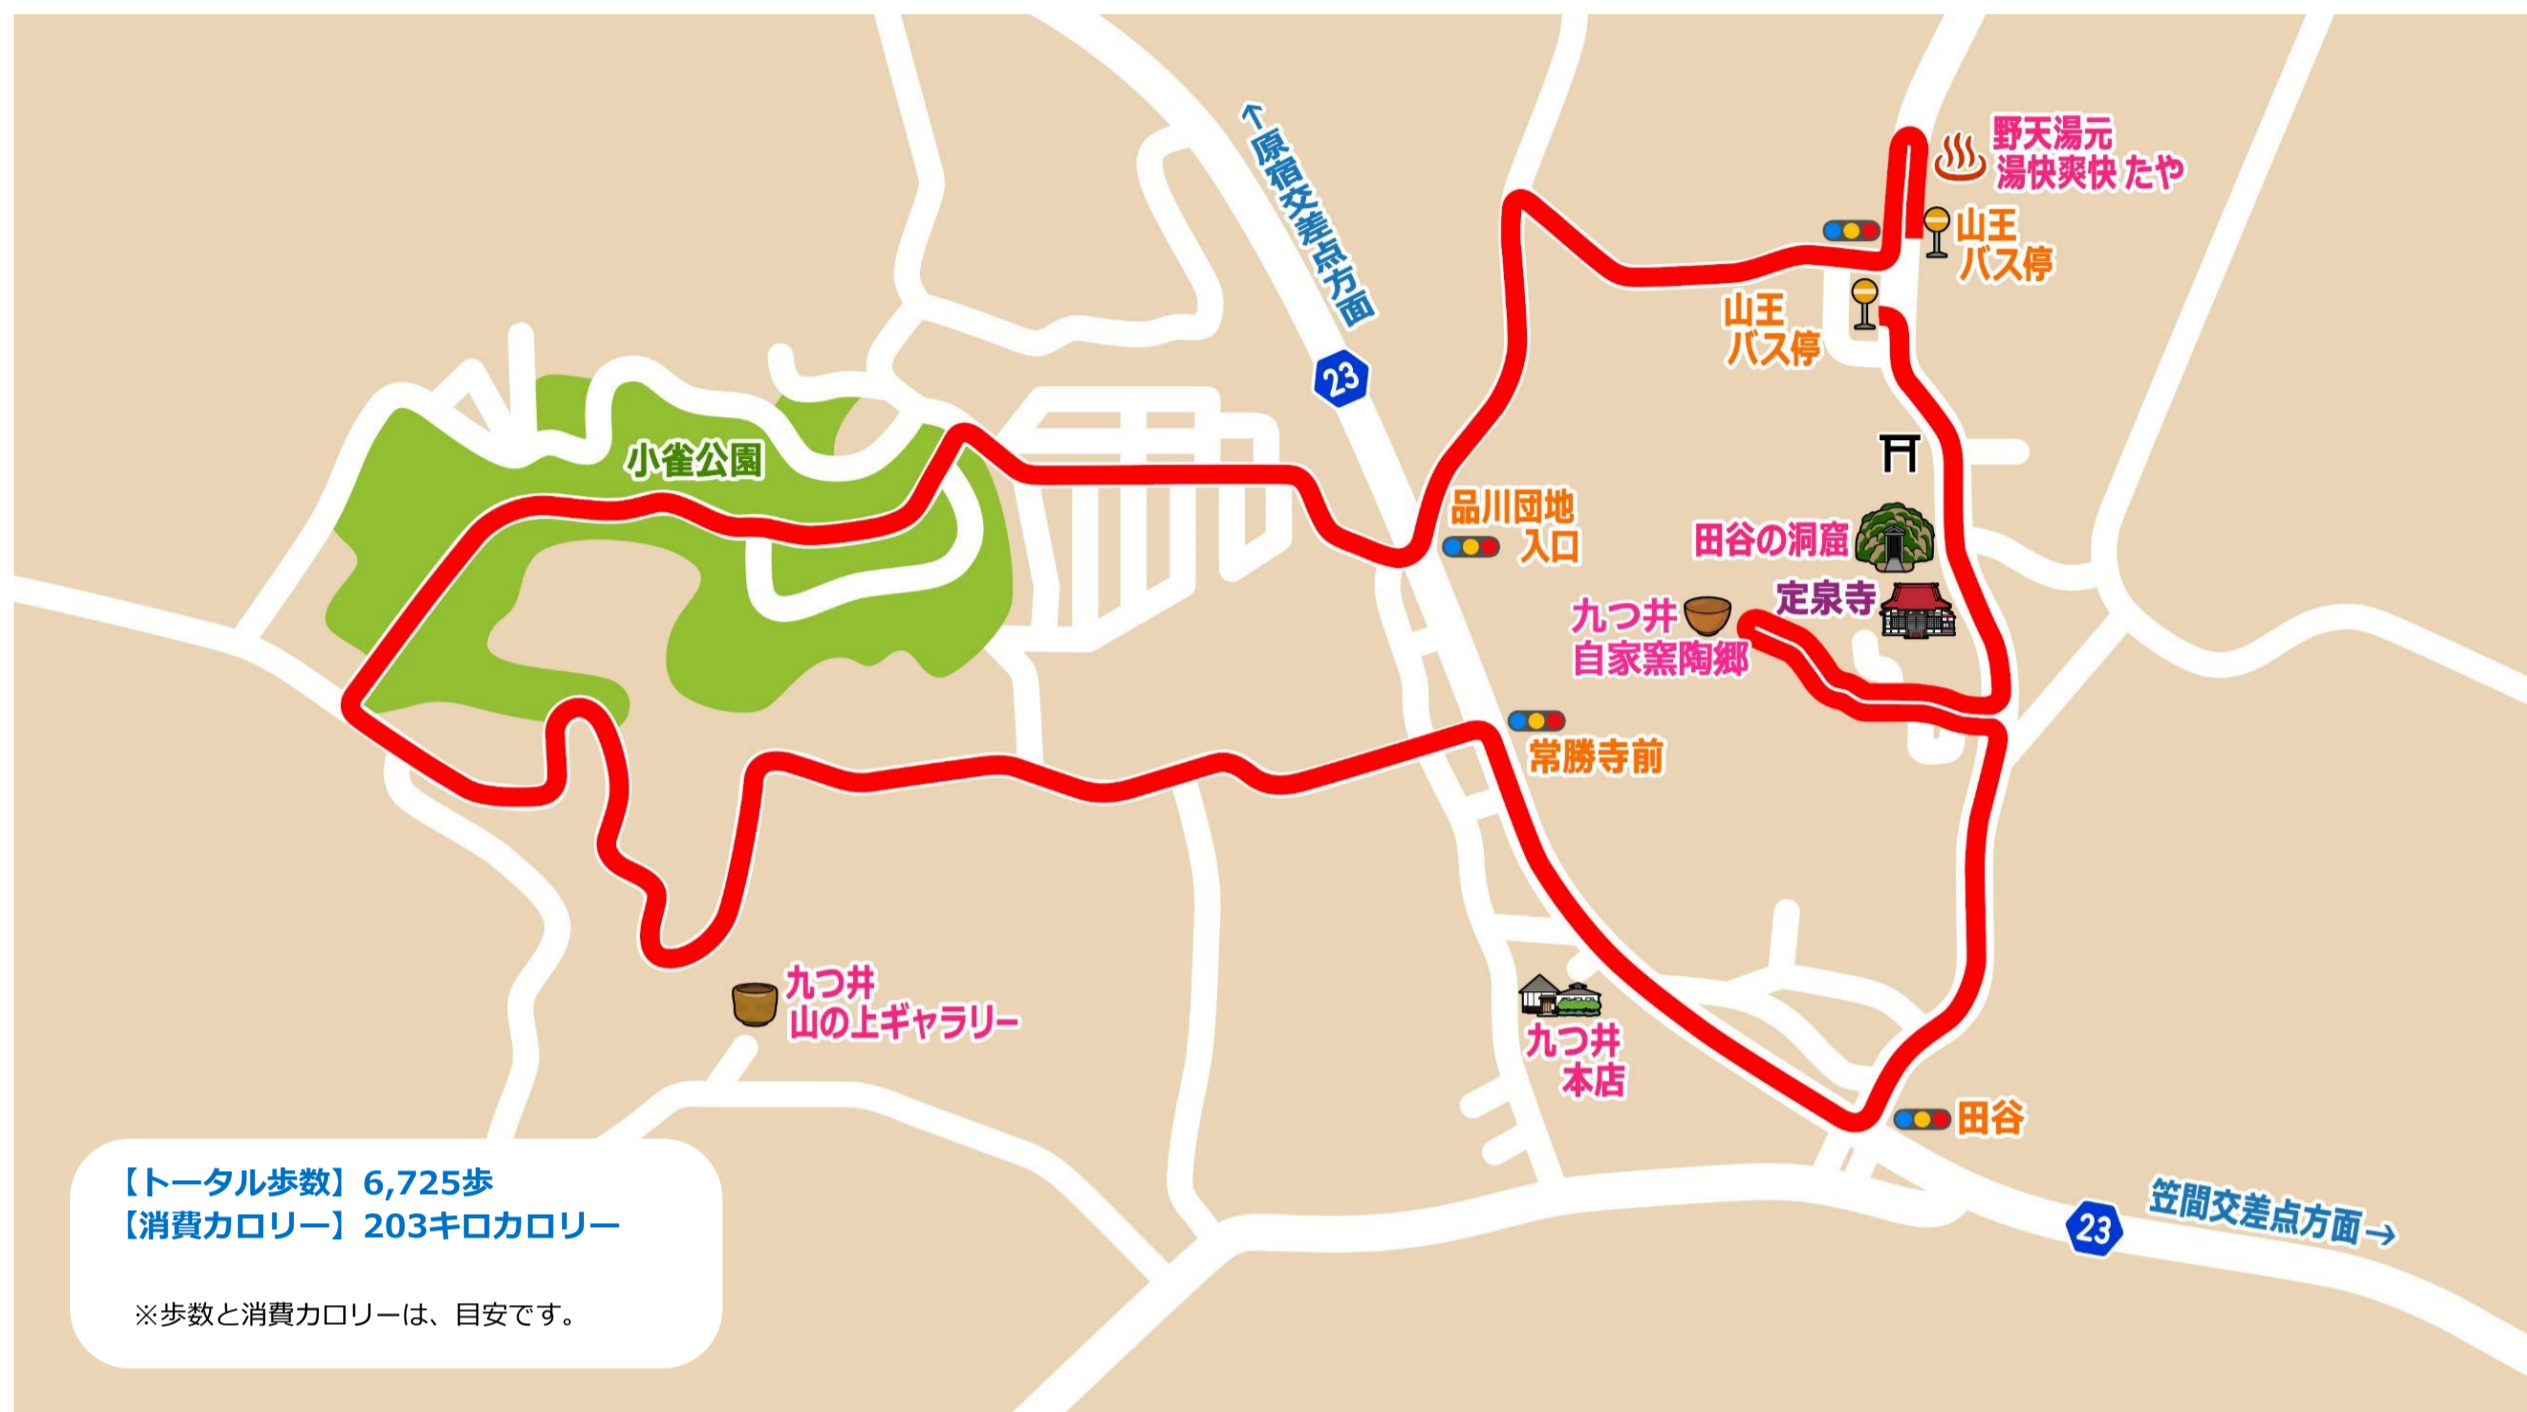 ↑原宿交差点方面
23
野天湯元
湯快爽快 たや
山王
バス停
山王
バス停
小雀公園
品川団地
入口
田谷の洞窟
定泉寺
九つ井
自家窯陶郷
常勝寺前
九つ井
山の上ギャラリー
九つ井
本店
田谷
23
笠間交差点方面→
【トータル歩数】6,725歩
【消費カロリー】203キロカロリー
※歩数と消費カロリーは、目安です。